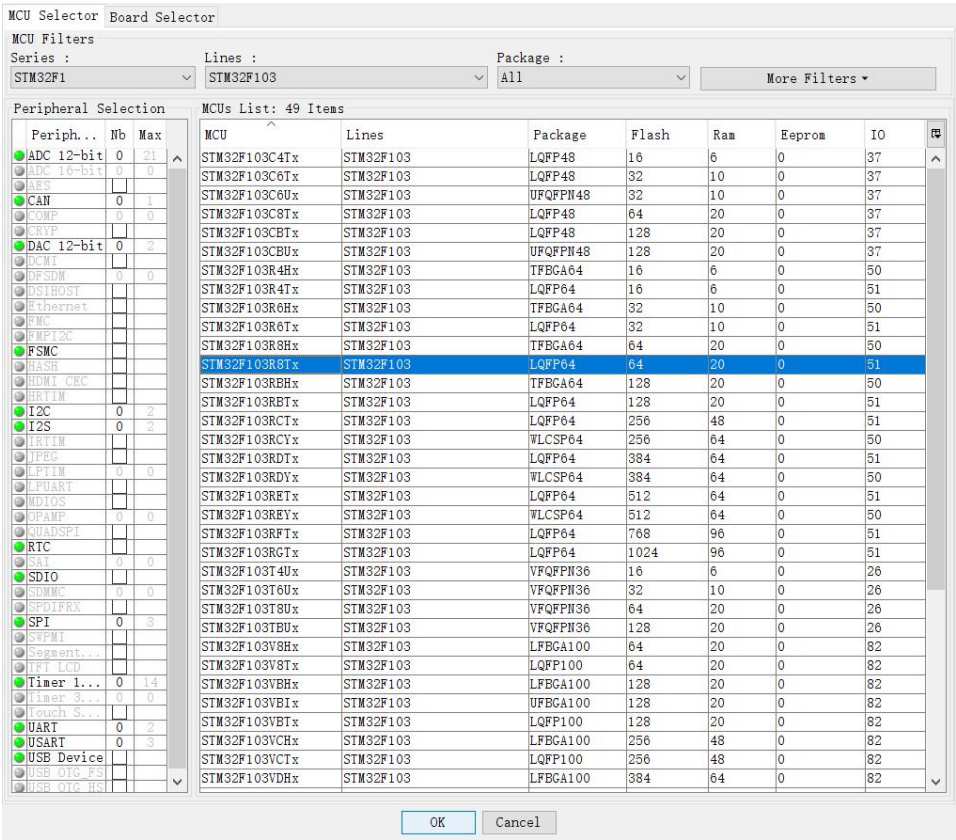 MCU Selector Board Selector
MCU Filters
Series : Lines : Package :
STM32F1 STM32F103 All More Filters
Peripheral Selection MCUs List: 49 Items
Periph... Nb Max MCU Lines Package Flash Ram Eeprom IO
ADC 12-bit 0 21
ADC 16-bit 0 0
AES
CAN 0 1
COMP 0 0
CRYP
DAC 12-bit 0 2
DCMI
DFSDM 0 0
DSIHOST
Ethernet
FMC
FMPI2C
FSMC
HASH
HDMI CEC
HRTIM
I2C 0 2
I2S 0 2
IRTIM
JPEG
LPTIM 0 0
LPUART
MDIOS
OPAMP 0 0
QUADSPI
RTC
SAI 0 0
SDIO
SDMMC 0 0
SPDIFRX
SPI 0 3
SWPMI
Segment...
TFT LCD
Timer 1... 0 14
Timer 3... 0 0
Touch S...
UART 0 2
USART 0 3
USB Device
USB OTG_FS
USB OTG_HS
STM32F103C4Tx STM32F103 LQFP48 16 6 0 37
STM32F103C6Tx STM32F103 LQFP48 32 10 0 37
STM32F103C6Ux STM32F103 UFQFPN48 32 10 0 37
STM32F103C8Tx STM32F103 LQFP48 64 20 0 37
STM32F103CBTx STM32F103 LQFP48 128 20 0 37
STM32F103CBUx STM32F103 UFQFPN48 128 20 0 37
STM32F103R4Hx STM32F103 TFBGA64 16 6 0 50
STM32F103R4Tx STM32F103 LQFP64 16 6 0 51
STM32F103R6Hx STM32F103 TFBGA64 32 10 0 50
STM32F103R6Tx STM32F103 LQFP64 32 10 0 51
STM32F103R8Hx STM32F103 TFBGA64 64 20 0 50
STM32F103R8Tx STM32F103 LQFP64 64 20 0 51
STM32F103RBHx STM32F103 TFBGA64 128 20 0 50
STM32F103RBTx STM32F103 LQFP64 128 20 0 51
STM32F103RCTx STM32F103 LQFP64 256 48 0 51
STM32F103RCYx STM32F103 WLCSP64 256 64 0 50
STM32F103RDTx STM32F103 LQFP64 384 64 0 51
STM32F103RDYx STM32F103 WLCSP64 384 64 0 50
STM32F103RETx STM32F103 LQFP64 512 64 0 51
STM32F103REYx STM32F103 WLCSP64 512 64 0 50
STM32F103RFTx STM32F103 LQFP64 768 96 0 51
STM32F103RGTx STM32F103 LQFP64 1024 96 0 51
STM32F103T4Ux STM32F103 VFQFPN36 16 6 0 26
STM32F103T6Ux STM32F103 VFQFPN36 32 10 0 26
STM32F103T8Ux STM32F103 VFQFPN36 64 20 0 26
STM32F103TBUx STM32F103 VFQFPN36 128 20 0 26
STM32F103V8Hx STM32F103 LFBGA100 64 20 0 82
STM32F103V8Tx STM32F103 LQFP100 64 20 0 82
STM32F103VBHx STM32F103 LFBGA100 128 20 0 82
STM32F103VBIx STM32F103 UFBGA100 128 20 0 82
STM32F103VBTx STM32F103 LQFP100 128 20 0 82
STM32F103VCHx STM32F103 LFBGA100 256 48 0 82
STM32F103VCTx STM32F103 LQFP100 256 48 0 82
STM32F103VDHx STM32F103 LFBGA100 384 64 0 82
OK Cancel